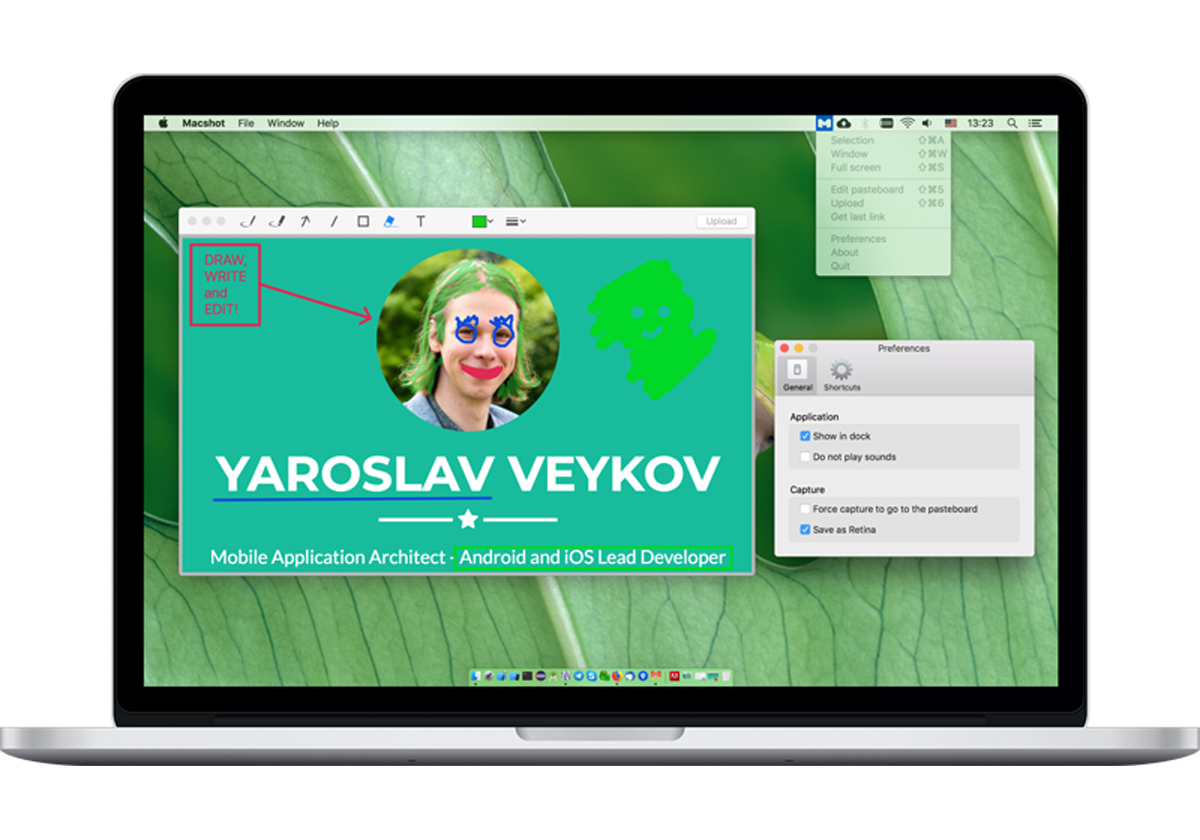 Macshot File Window Help 13:23
Selection ⇧⌘A
Window ⇧⌘W
Full screen ⇧⌘S
Edit pasteboard ⇧⌘5
Upload ⇧⌘6
Get last link
Preferences
About
Quit
T Upload
DRAW,
WRITE
and
EDIT!
YAROSLAV VEYKOV
Mobile Application Architect - Android and iOS Lead Developer
Preferences
General Shortcuts
Application
Show in dock
Do not play sounds
Capture
Force capture to go to the pasteboard
Save as Retina